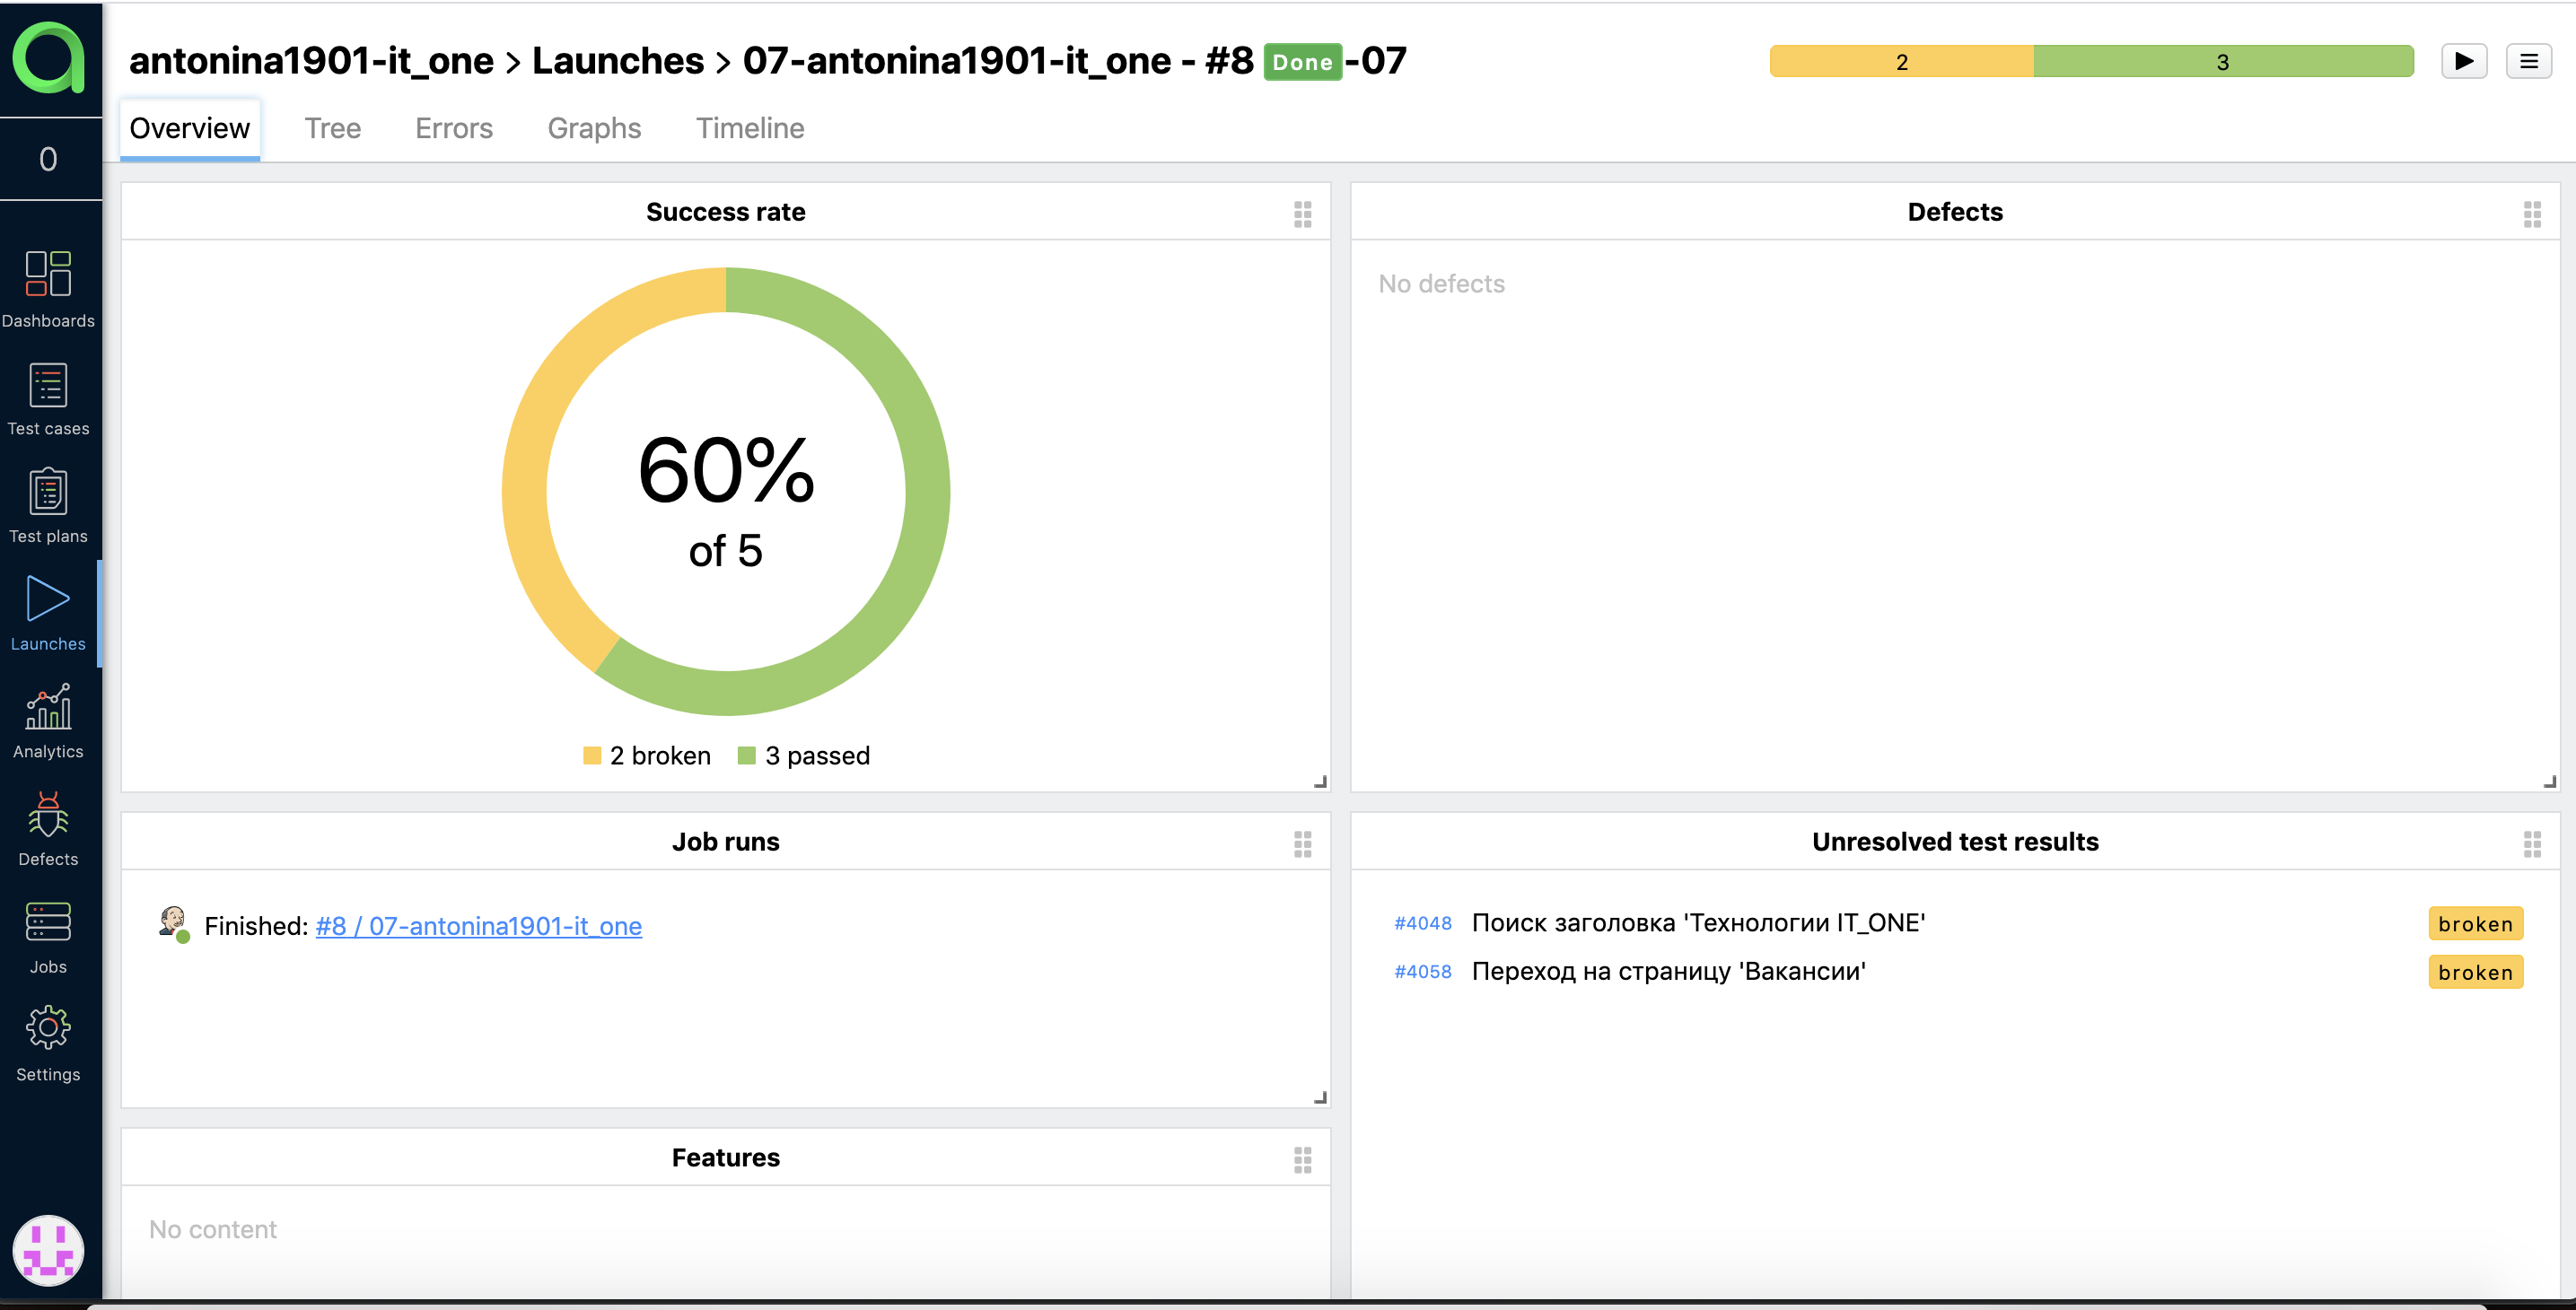 antonina1901-it_one > Launches > 07-antonina1901-it_one - #8 Done -07
2 3
Overview Tree Errors Graphs Timeline
0
Dashboards
Test cases
Test plans
Launches
Analytics
Defects
Jobs
Settings
Success rate
60%
of 5
2 broken 3 passed
Defects
No defects
Job runs
Finished: #8 / 07-antonina1901-it_one
Unresolved test results
#4048 Поиск заголовка 'Технологии IT_ONE' broken
#4058 Переход на страницу 'Вакансии' broken
Features
No content